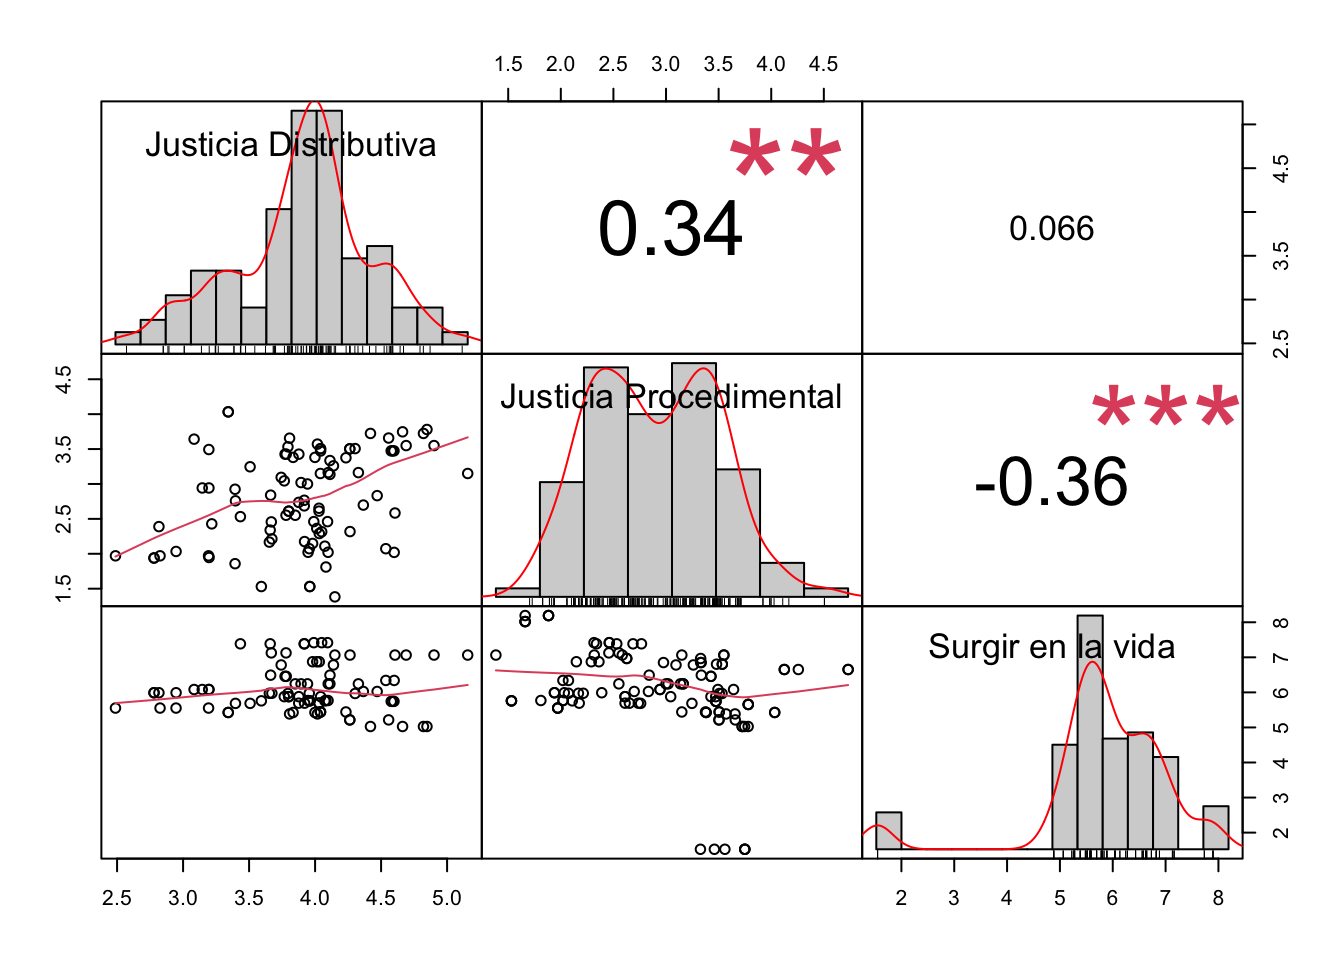 1.5 2.0 2.5 3.0 3.5 4.0 4.5
Justicia Distributiva
**
0.34
0.066
2.5 3.5 4.5
1.5 2.5 3.5 4.5
Justicia Procedimental
***
-0.36
Surgir en la vida
2 3 4 5 6 7 8
2.5 3.0 3.5 4.0 4.5 5.0
2 3 4 5 6 7 8